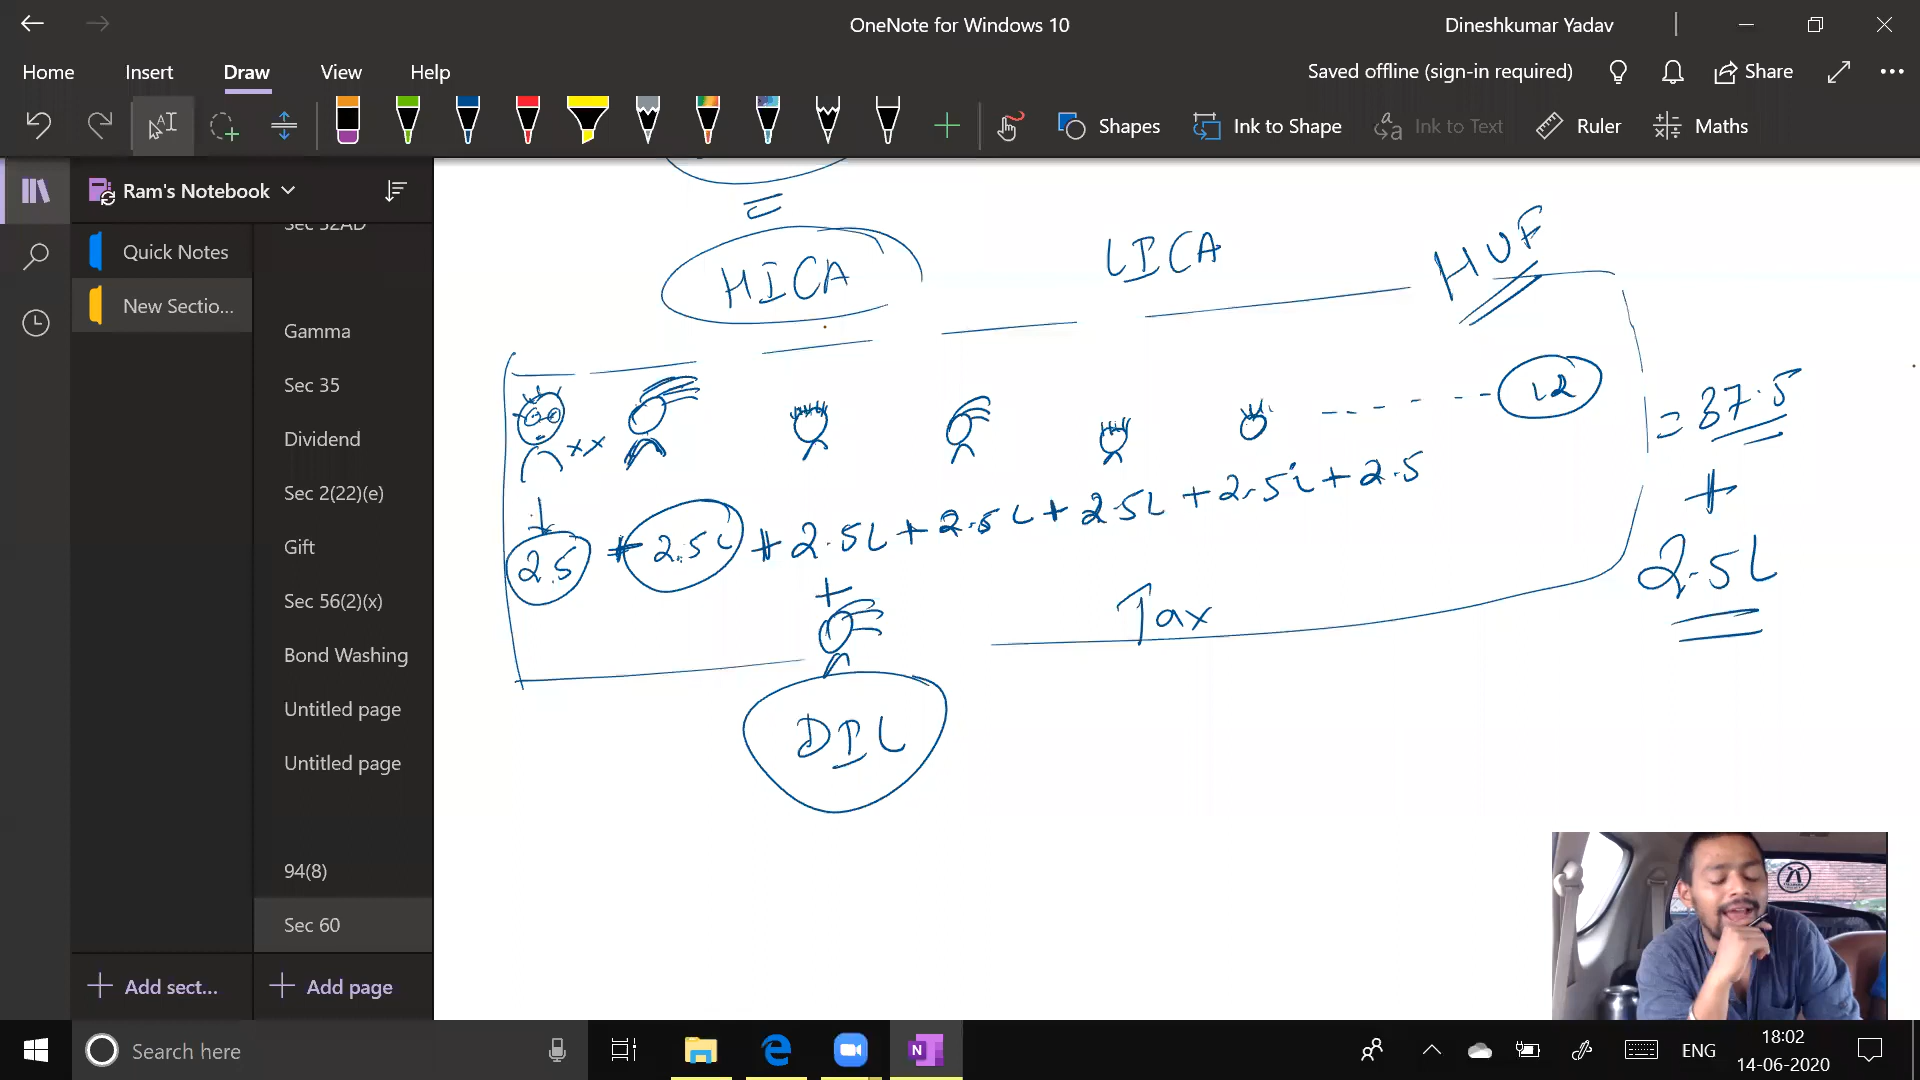 OneNote for Windows 10
Dineshkumar Yadav
Home Insert Draw View Help
Saved offline (sign-in required) Share
Shapes Ink to Shape Ink to Text Ruler Maths
Ram's Notebook
Sec 32AD
Quick Notes
New Sectio...
Gamma
Sec 35
Dividend
Sec 2(22)(e)
Gift
Sec 56(2)(x)
Bond Washing
Untitled page
Untitled page
94(8)
Sec 60
Add sect...
Add page
=
HICA LICA HUF
xx
12
= 37.5
+
2.5L
2.5 + 2.5L + 2.5L + 2.5L + 2.5L + 2.5L + 2.5
+
Tax
DIL
Search here
ENG
18:02
14-06-2020